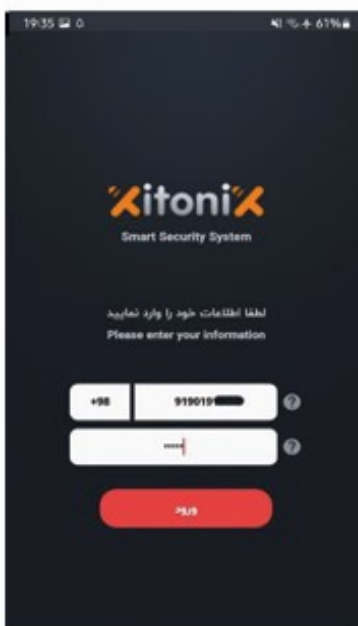 19:35 61%
XitoniX
Smart Security System
لطفا اطلاعات خود را وارد نمایید
Please enter your information
+98 919019
ورود